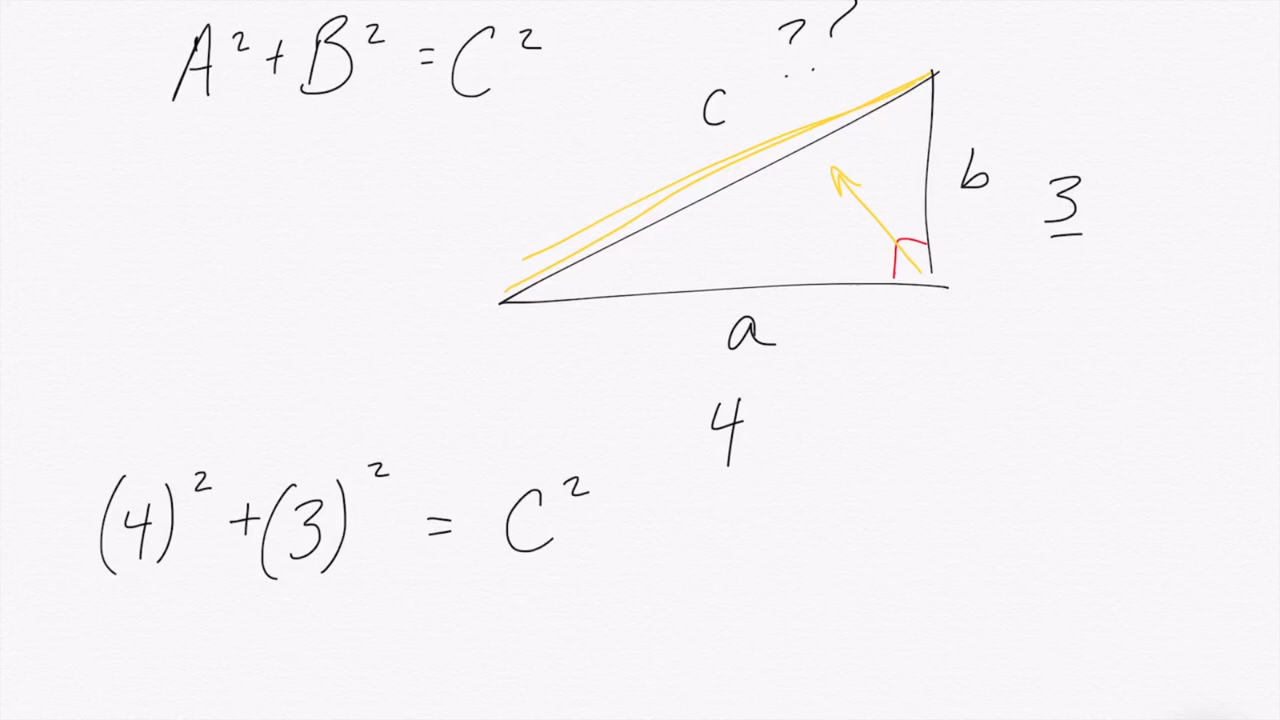 A² + B² = C²
??
c
b
3
a
4
(4)² + (3)² = C²